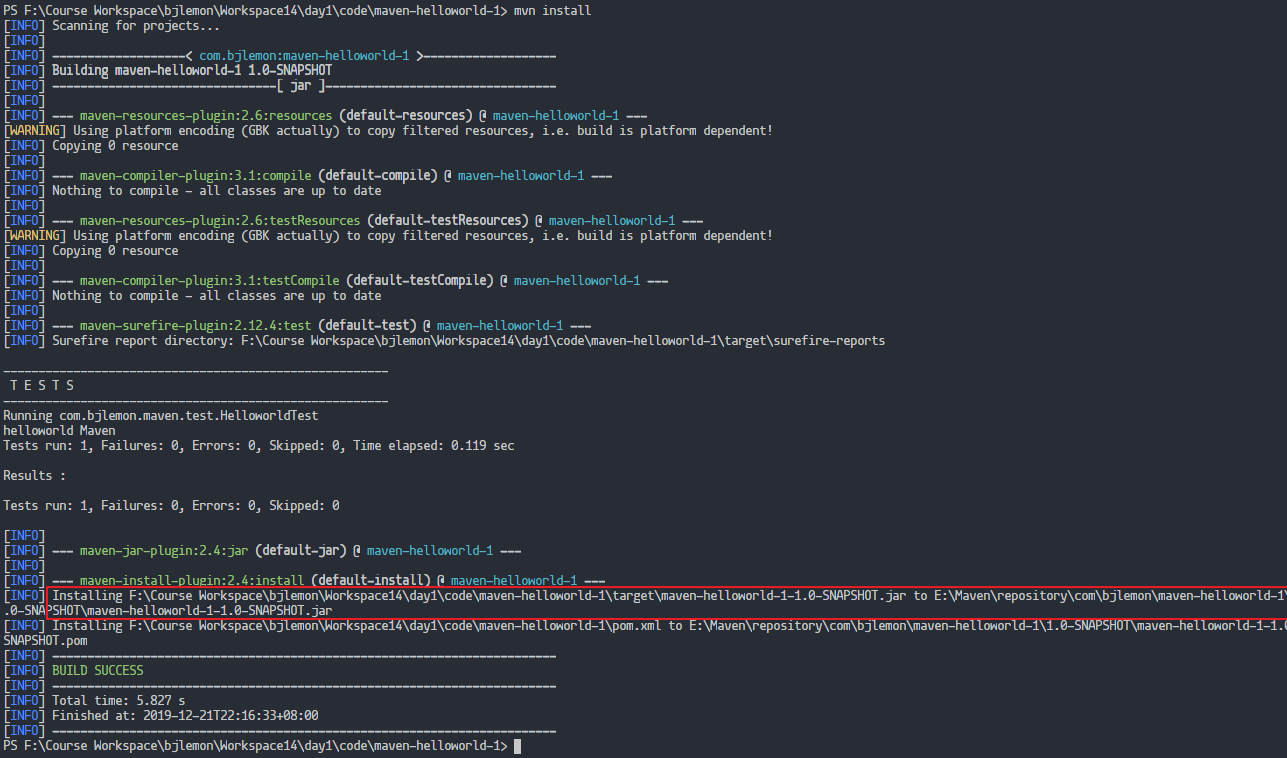 PS F:\Course Workspace\bjlemon\Workspace14\day1\code\maven-helloworld-1> mvn install
[INFO] Scanning for projects...
[INFO]
[INFO] -------------------< com.bjlemon:maven-helloworld-1 >-------------------
[INFO] Building maven-helloworld-1 1.0-SNAPSHOT
[INFO] --------------------------------[ jar ]---------------------------------
[INFO]
[INFO] --- maven-resources-plugin:2.6:resources (default-resources) @ maven-helloworld-1 ---
[WARNING] Using platform encoding (GBK actually) to copy filtered resources, i.e. build is platform dependent!
[INFO] Copying 0 resource
[INFO]
[INFO] --- maven-compiler-plugin:3.1:compile (default-compile) @ maven-helloworld-1 ---
[INFO] Nothing to compile - all classes are up to date
[INFO]
[INFO] --- maven-resources-plugin:2.6:testResources (default-testResources) @ maven-helloworld-1 ---
[WARNING] Using platform encoding (GBK actually) to copy filtered resources, i.e. build is platform dependent!
[INFO] Copying 0 resource
[INFO]
[INFO] --- maven-compiler-plugin:3.1:testCompile (default-testCompile) @ maven-helloworld-1 ---
[INFO] Nothing to compile - all classes are up to date
[INFO]
[INFO] --- maven-surefire-plugin:2.12.4:test (default-test) @ maven-helloworld-1 ---
[INFO] Surefire report directory: F:\Course Workspace\bjlemon\Workspace14\day1\code\maven-helloworld-1\target\surefire-reports
-------------------------------------------------------
T E S T S
-------------------------------------------------------
Running com.bjlemon.maven.test.HelloworldTest
helloworld Maven
Tests run: 1, Failures: 0, Errors: 0, Skipped: 0, Time elapsed: 0.119 sec
Results :
Tests run: 1, Failures: 0, Errors: 0, Skipped: 0
[INFO]
[INFO] --- maven-jar-plugin:2.4:jar (default-jar) @ maven-helloworld-1 ---
[INFO]
[INFO] --- maven-install-plugin:2.4:install (default-install) @ maven-helloworld-1 ---
[INFO] Installing F:\Course Workspace\bjlemon\Workspace14\day1\code\maven-helloworld-1\target\maven-helloworld-1-1.0-SNAPSHOT.jar to E:\Maven\repository\com\bjlemon\maven-helloworld-1\
.0-SNAPSHOT\maven-helloworld-1-1.0-SNAPSHOT.jar
[INFO] Installing F:\Course Workspace\bjlemon\Workspace14\day1\code\maven-helloworld-1\pom.xml to E:\Maven\repository\com\bjlemon\maven-helloworld-1\1.0-SNAPSHOT\maven-helloworld-1-1.0
SNAPSHOT.pom
[INFO] ------------------------------------------------------------------------
[INFO] BUILD SUCCESS
[INFO] ------------------------------------------------------------------------
[INFO] Total time: 5.827 s
[INFO] Finished at: 2019-12-21T22:16:33+08:00
[INFO] ------------------------------------------------------------------------
PS F:\Course Workspace\bjlemon\Workspace14\day1\code\maven-helloworld-1>